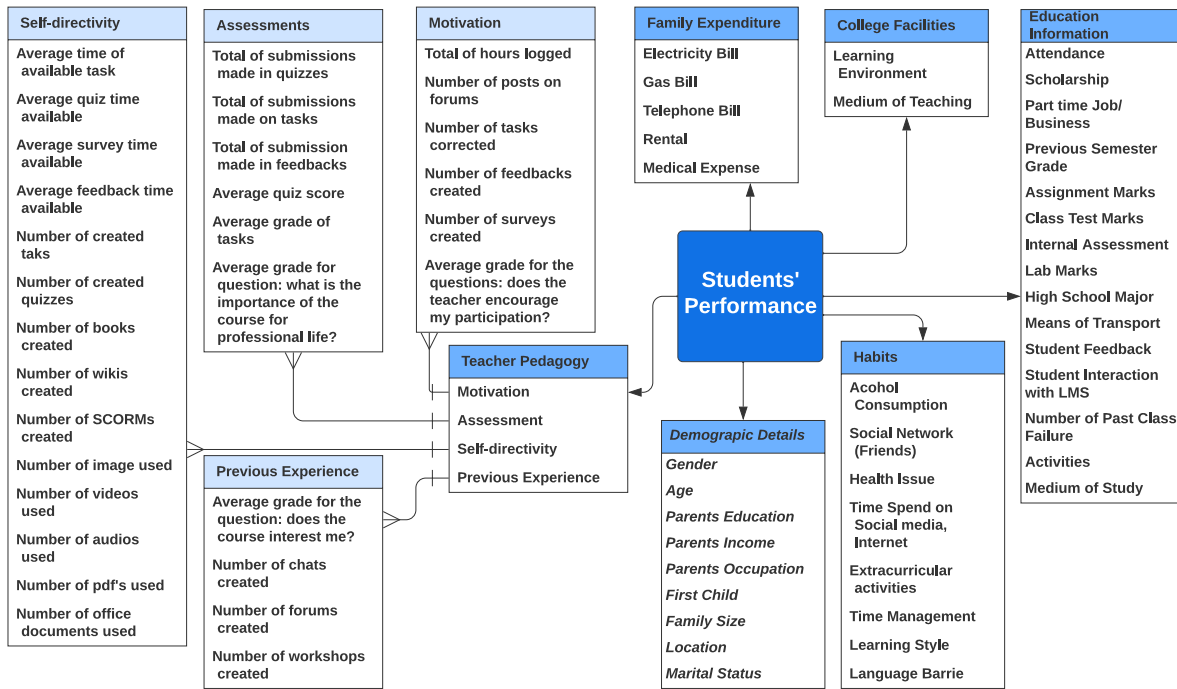 Self-directivity
Average time of
available task
Average quiz time
available
Average survey time
available
Average feedback time
available
Number of created
taks
Number of created
quizzes
Number of books
created
Number of wikis
created
Number of SCORMs
created
Number of image used
Number of videos
used
Number of audios
used
Number of pdf's used
Number of office
documents used
Assessments
Total of submissions
made in quizzes
Total of submissions
made on tasks
Total of submission
made in feedbacks
Average quiz score
Average grade of
tasks
Average grade for
question: what is the
importance of the
course for
professional life?
Motivation
Total of hours logged
Number of posts on
forums
Number of tasks
corrected
Number of feedbacks
created
Number of surveys
created
Average grade for the
questions: does the
teacher encourage
my participation?
Previous Experience
Average grade for the
question: does the
course interest me?
Number of chats
created
Number of forums
created
Number of workshops
created
Teacher Pedagogy
Motivation
Assessment
Self-directivity
Previous Experience
Family Expenditure
Electricity Bill
Gas Bill
Telephone Bill
Rental
Medical Expense
College Facilities
Learning
Environment
Medium of Teaching
Students'
Performance
Demograpic Details
Gender
Age
Parents Education
Parents Income
Parents Occupation
First Child
Family Size
Location
Marital Status
Habits
Acohol
Consumption
Social Network
(Friends)
Health Issue
Time Spend on
Social media,
Internet
Extracurricular
activities
Time Management
Learning Style
Language Barrie
Education
Information
Attendance
Scholarship
Part time Job/
Business
Previous Semester
Grade
Assignment Marks
Class Test Marks
Internal Assessment
Lab Marks
High School Major
Means of Transport
Student Feedback
Student Interaction
with LMS
Number of Past Class
Failure
Activities
Medium of Study